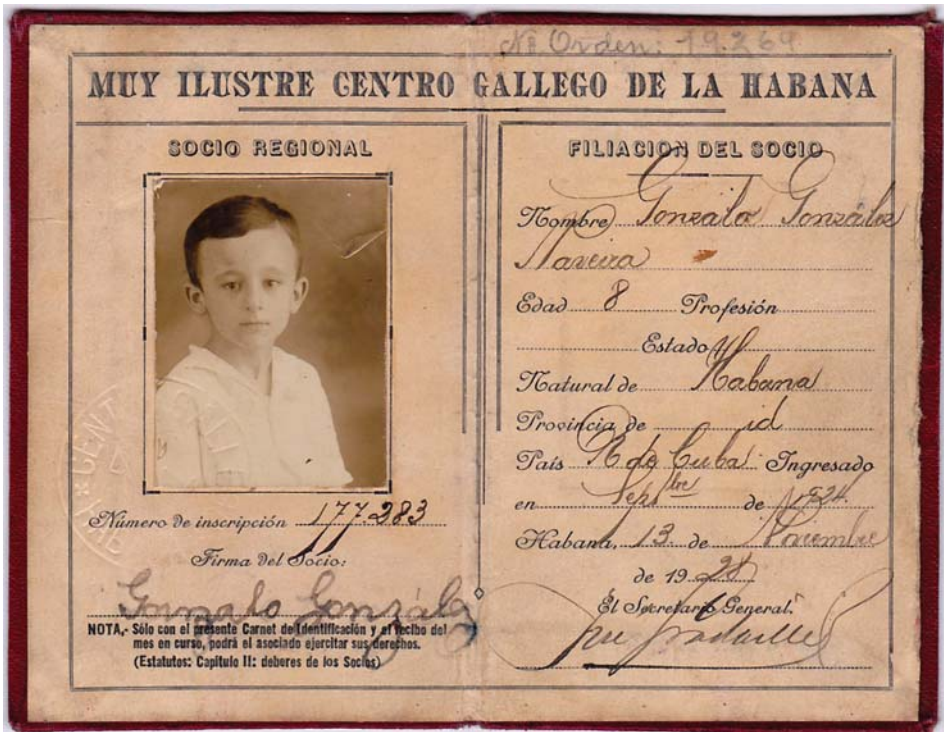 Nº Orden: 19.269
MUY ILUSTRE CENTRO GALLEGO DE LA HABANA
SOCIO REGIONAL
Número de inscripción 177283
Firma del Socio:
Gonzalo González
NOTA,- Sólo con el presente Carnet de Identificación y el recibo del
mes en curso, podrá el asociado ejercitar sus derechos.
(Estatutos: Capitulo II: deberes de los Socios)
FILIACION DEL SOCIO
Nombre Gonzalo González
Naveira
Edad 8 Profesión
Estado
Natural de Habana
Provincia de id
País R de Cuba Ingresado
en Septbre de 1924.
Habana, 13 de Noviembre
de 1928
El Secretario General.